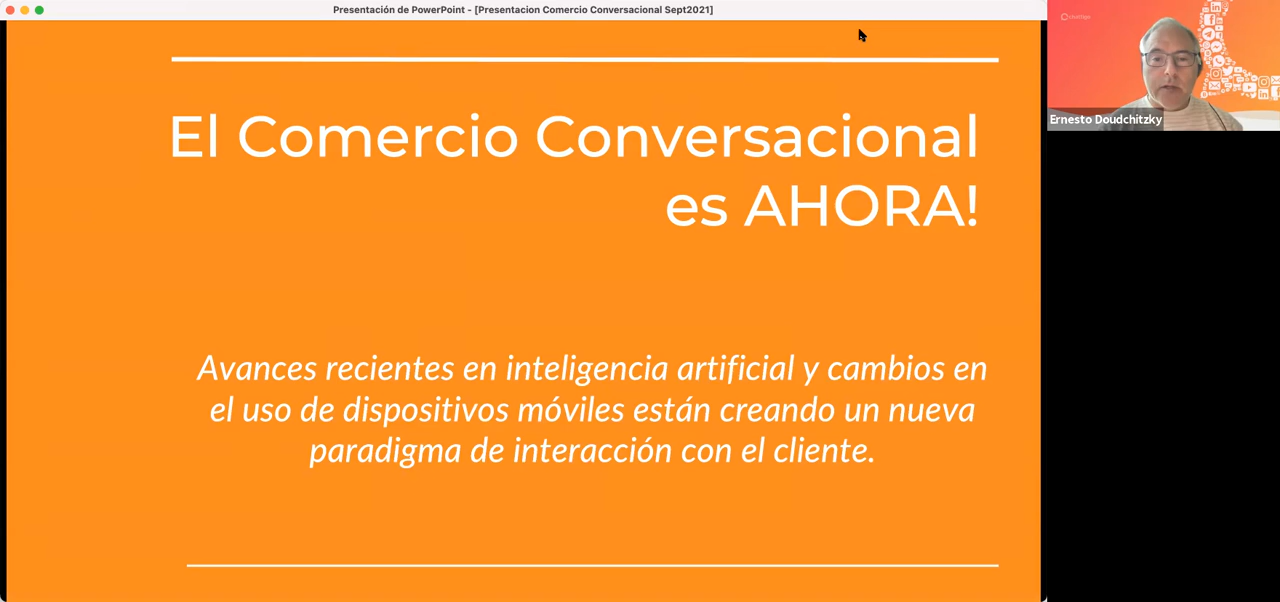 Presentación de PowerPoint - [Presentacion Comercio Conversacional Sept2021]
El Comercio Conversacional
es AHORA!
Avances recientes en inteligencia artificial y cambios en
el uso de dispositivos móviles están creando un nueva
paradigma de interacción con el cliente.
Ernesto Doudchitzky